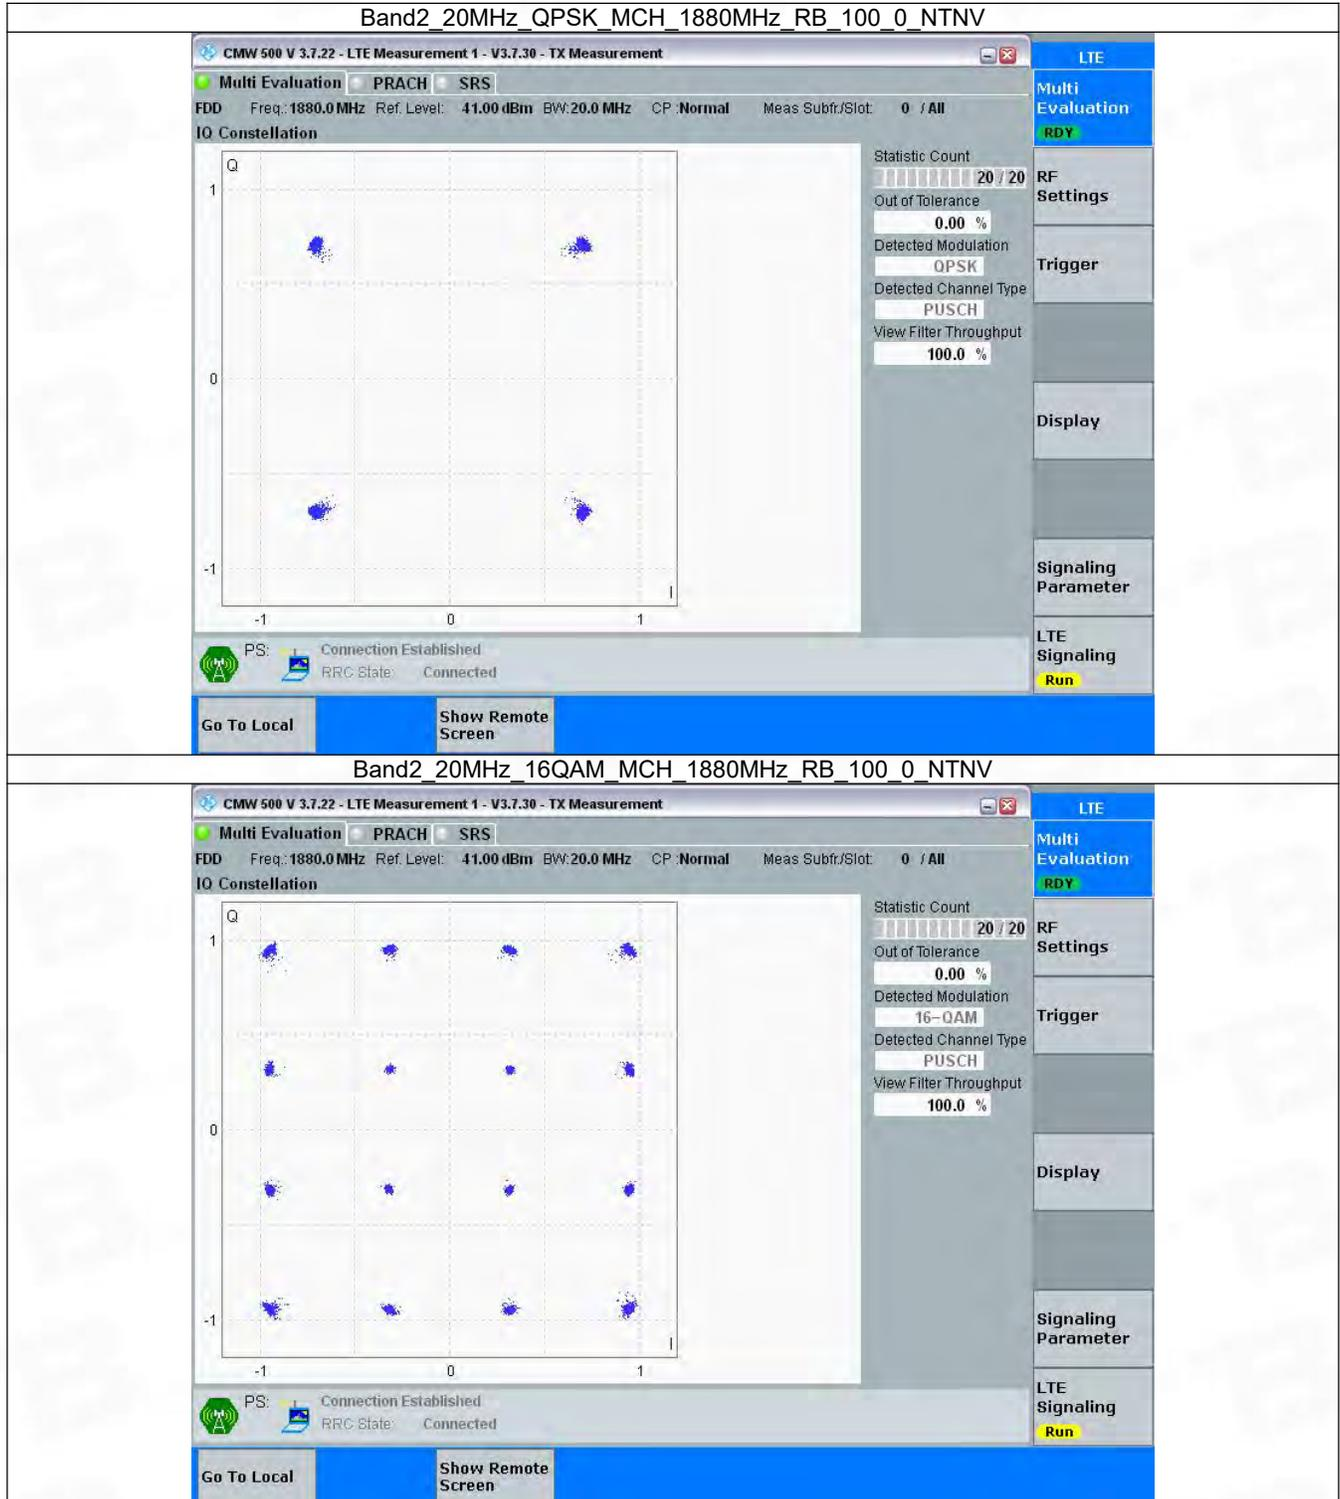 Band2_20MHz_QPSK_MCH_1880MHz_RB_100_0_NTNV
CMW 500 V 3.7.22 - LTE Measurement 1 - V3.7.30 - TX Measurement
LTE
Multi Evaluation PRACH SRS
Multi
Evaluation
RDY
FDD Freq.: 1880.0 MHz Ref. Level: 41.00 dBm BW: 20.0 MHz CP :Normal Meas Subfr./Slot: 0 / All
IQ Constellation
Q
1
0
-1
-1 0 1
I
Statistic Count
20 / 20
Out of Tolerance
0.00 %
Detected Modulation
QPSK
Detected Channel Type
PUSCH
View Filter Throughput
100.0 %
RF
Settings
Trigger
Display
Signaling
Parameter
LTE
Signaling
Run
PS: Connection Established
RRC State: Connected
Go To Local
Show Remote
Screen
Band2_20MHz_16QAM_MCH_1880MHz_RB_100_0_NTNV
CMW 500 V 3.7.22 - LTE Measurement 1 - V3.7.30 - TX Measurement
LTE
Multi Evaluation PRACH SRS
Multi
Evaluation
RDY
FDD Freq.: 1880.0 MHz Ref. Level: 41.00 dBm BW: 20.0 MHz CP :Normal Meas Subfr./Slot: 0 / All
IQ Constellation
Q
1
0
-1
-1 0 1
I
Statistic Count
20 / 20
Out of Tolerance
0.00 %
Detected Modulation
16-QAM
Detected Channel Type
PUSCH
View Filter Throughput
100.0 %
RF
Settings
Trigger
Display
Signaling
Parameter
LTE
Signaling
Run
PS: Connection Established
RRC State: Connected
Go To Local
Show Remote
Screen